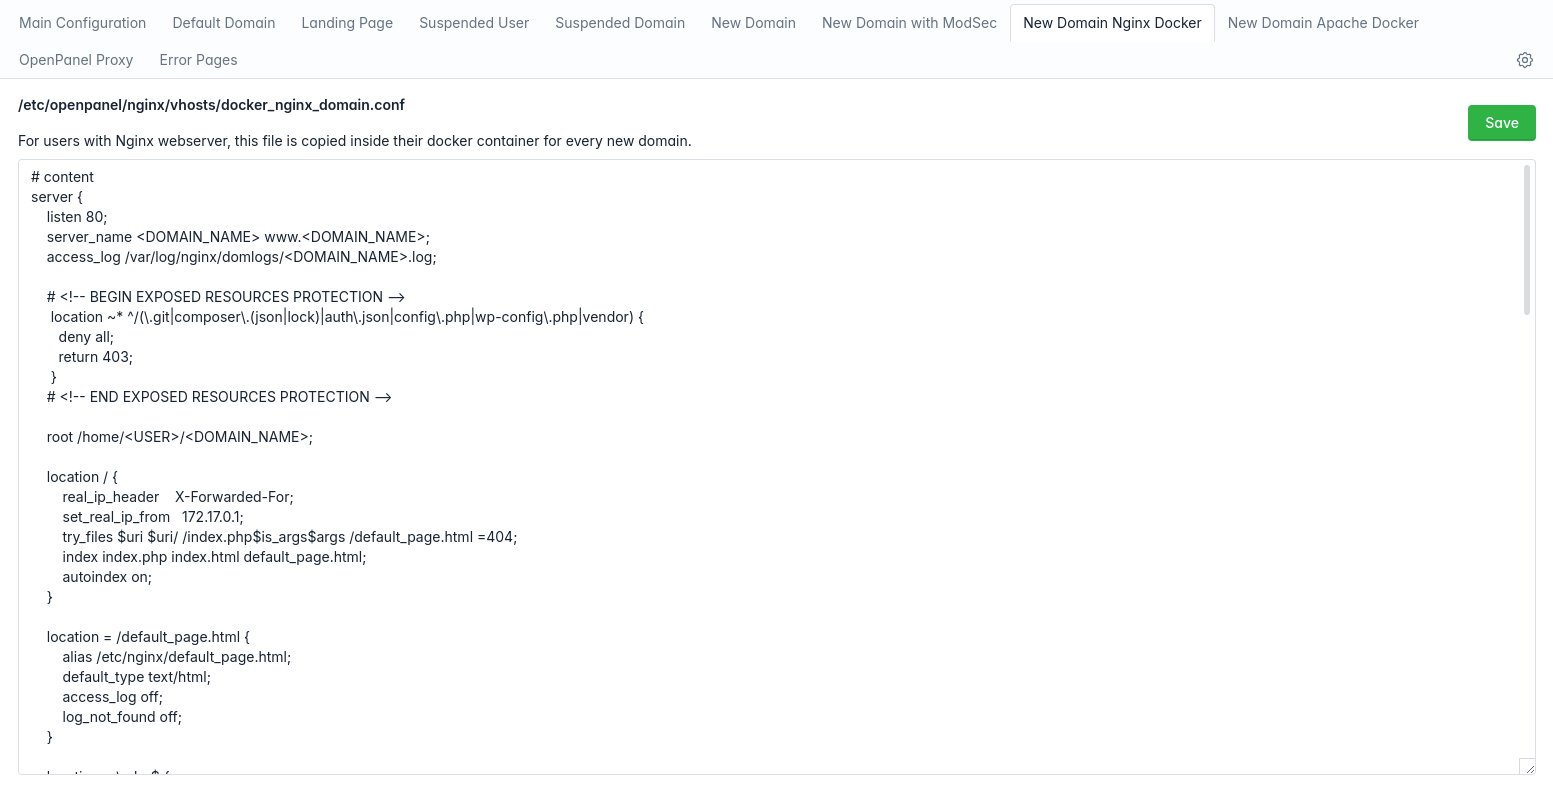 Main Configuration Default Domain Landing Page Suspended User Suspended Domain New Domain New Domain with ModSec New Domain Nginx Docker New Domain Apache Docker
OpenPanel Proxy Error Pages
/etc/openpanel/nginx/vhosts/docker_nginx_domain.conf
Save
For users with Nginx webserver, this file is copied inside their docker container for every new domain.
# content
server {
    listen 80;
    server_name <DOMAIN_NAME> www.<DOMAIN_NAME>;
    access_log /var/log/nginx/domlogs/<DOMAIN_NAME>.log;

    # <!-- BEGIN EXPOSED RESOURCES PROTECTION -->
     location ~* ^/(\.git|composer\.(json|lock)|auth\.json|config\.php|wp-config\.php|vendor) {
       deny all;
       return 403;
     }
    # <!-- END EXPOSED RESOURCES PROTECTION -->

    root /home/<USER>/<DOMAIN_NAME>;

    location / {
        real_ip_header    X-Forwarded-For;
        set_real_ip_from   172.17.0.1;
        try_files $uri $uri/ /index.php$is_args$args /default_page.html =404;
        index index.php index.html default_page.html;
        autoindex on;
    }

    location = /default_page.html {
        alias /etc/nginx/default_page.html;
        default_type text/html;
        access_log off;
        log_not_found off;
    }